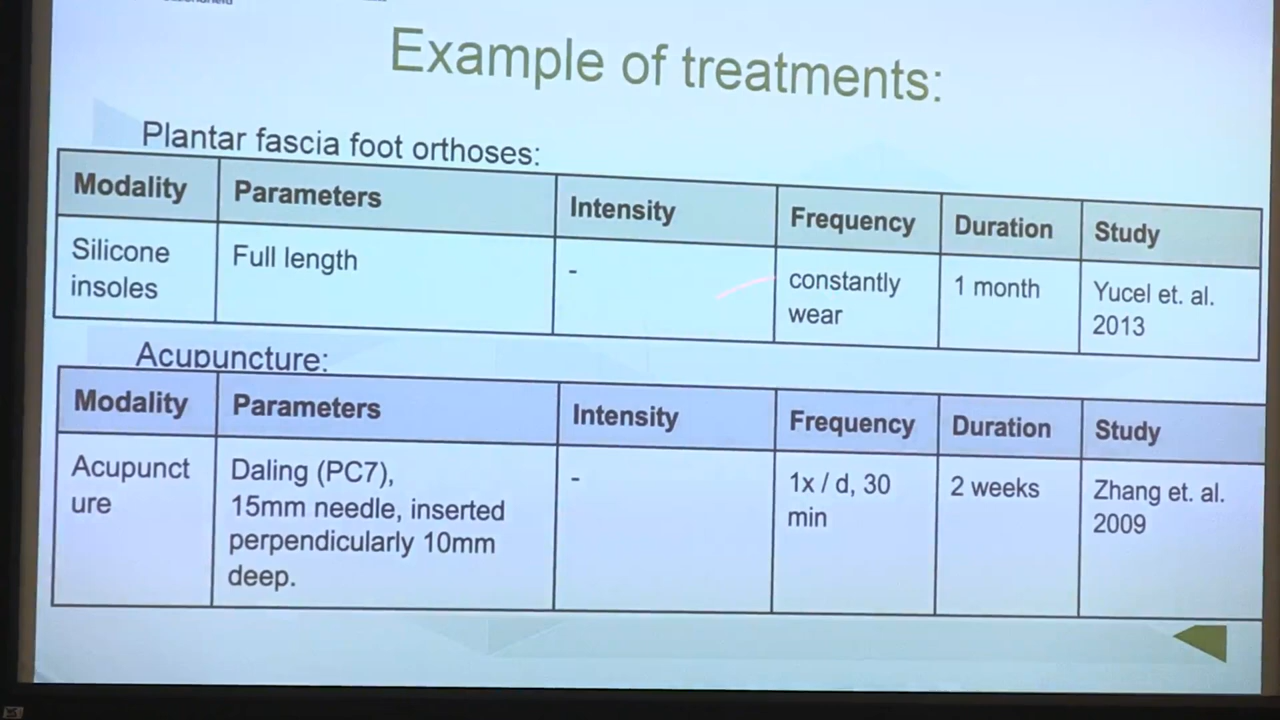 Example of treatments:
Plantar fascia foot orthoses:
Modality Parameters Intensity Frequency Duration Study
Silicone insoles Full length - constantly wear 1 month Yucel et. al. 2013
Acupuncture:
Modality Parameters Intensity Frequency Duration Study
Acupunct
ure
Daling (PC7),
15mm needle, inserted
perpendicularly 10mm
deep.
-
1x / d, 30
min
2 weeks
Zhang et. al.
2009